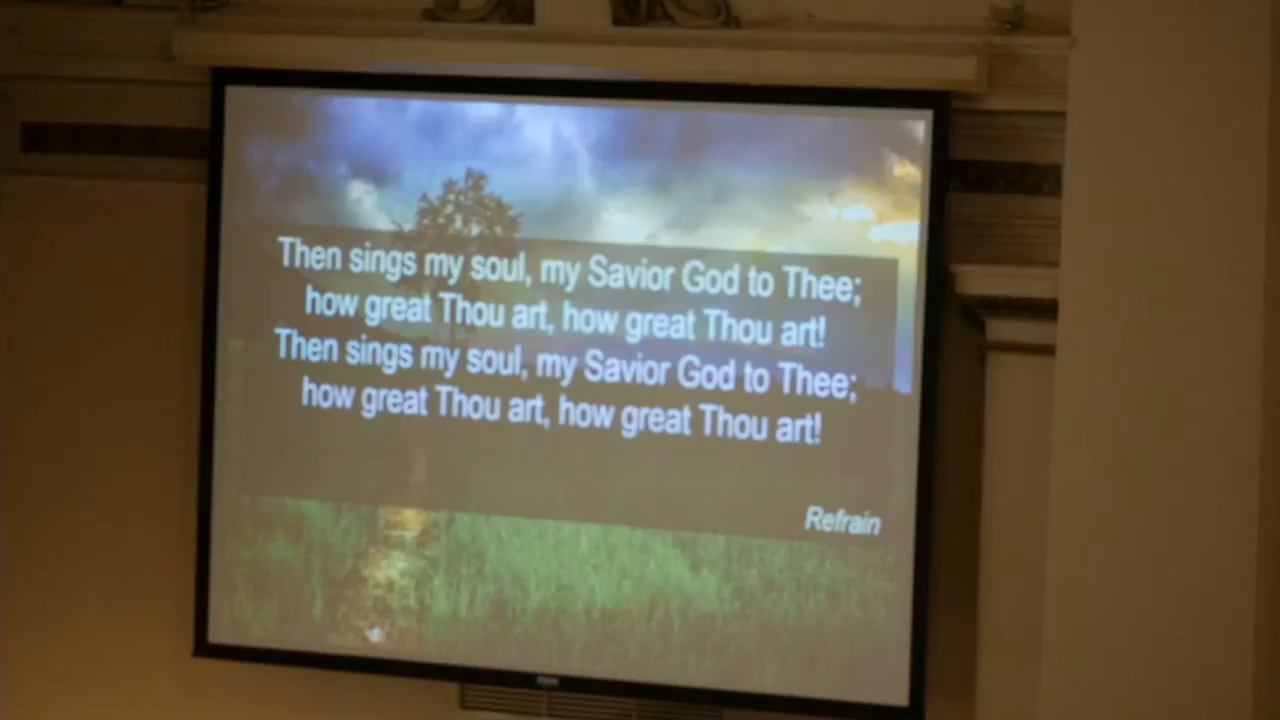 Then sings my soul, my Savior God to Thee;
how great Thou art, how great Thou art!
Then sings my soul, my Savior God to Thee;
how great Thou art, how great Thou art!
Refrain